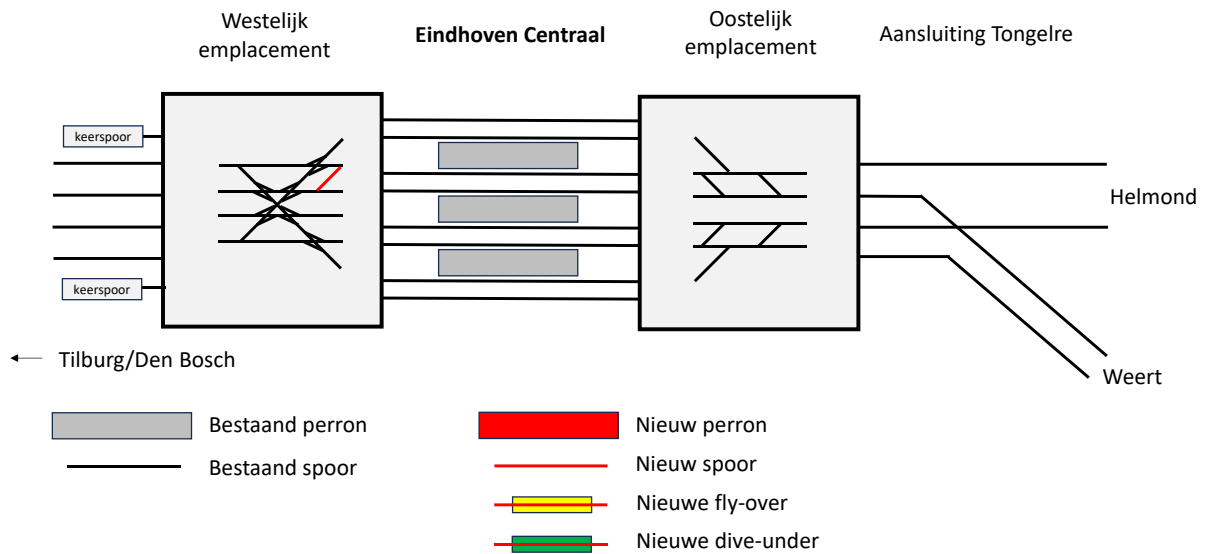 Westelijk
emplacement
Eindhoven Centraal
Oostelijk
emplacement
Aansluiting Tongelre
keerspoor
Helmond
keerspoor
Tilburg/Den Bosch
Weert
Bestaand perron
Nieuw perron
Bestaand spoor
Nieuw spoor
Nieuwe fly-over
Nieuwe dive-under